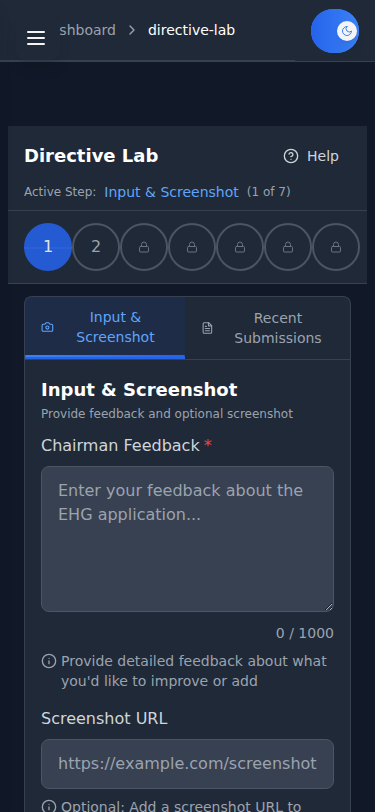 shboard > directive-lab
Directive Lab
Help
Active Step: Input & Screenshot (1 of 7)
1 2
Input &
Screenshot
Recent
Submissions
Input & Screenshot
Provide feedback and optional screenshot
Chairman Feedback *
Enter your feedback about the
EHG application...
0 / 1000
Provide detailed feedback about what
you'd like to improve or add
Screenshot URL
https://example.com/screenshot
Optional: Add a screenshot URL to